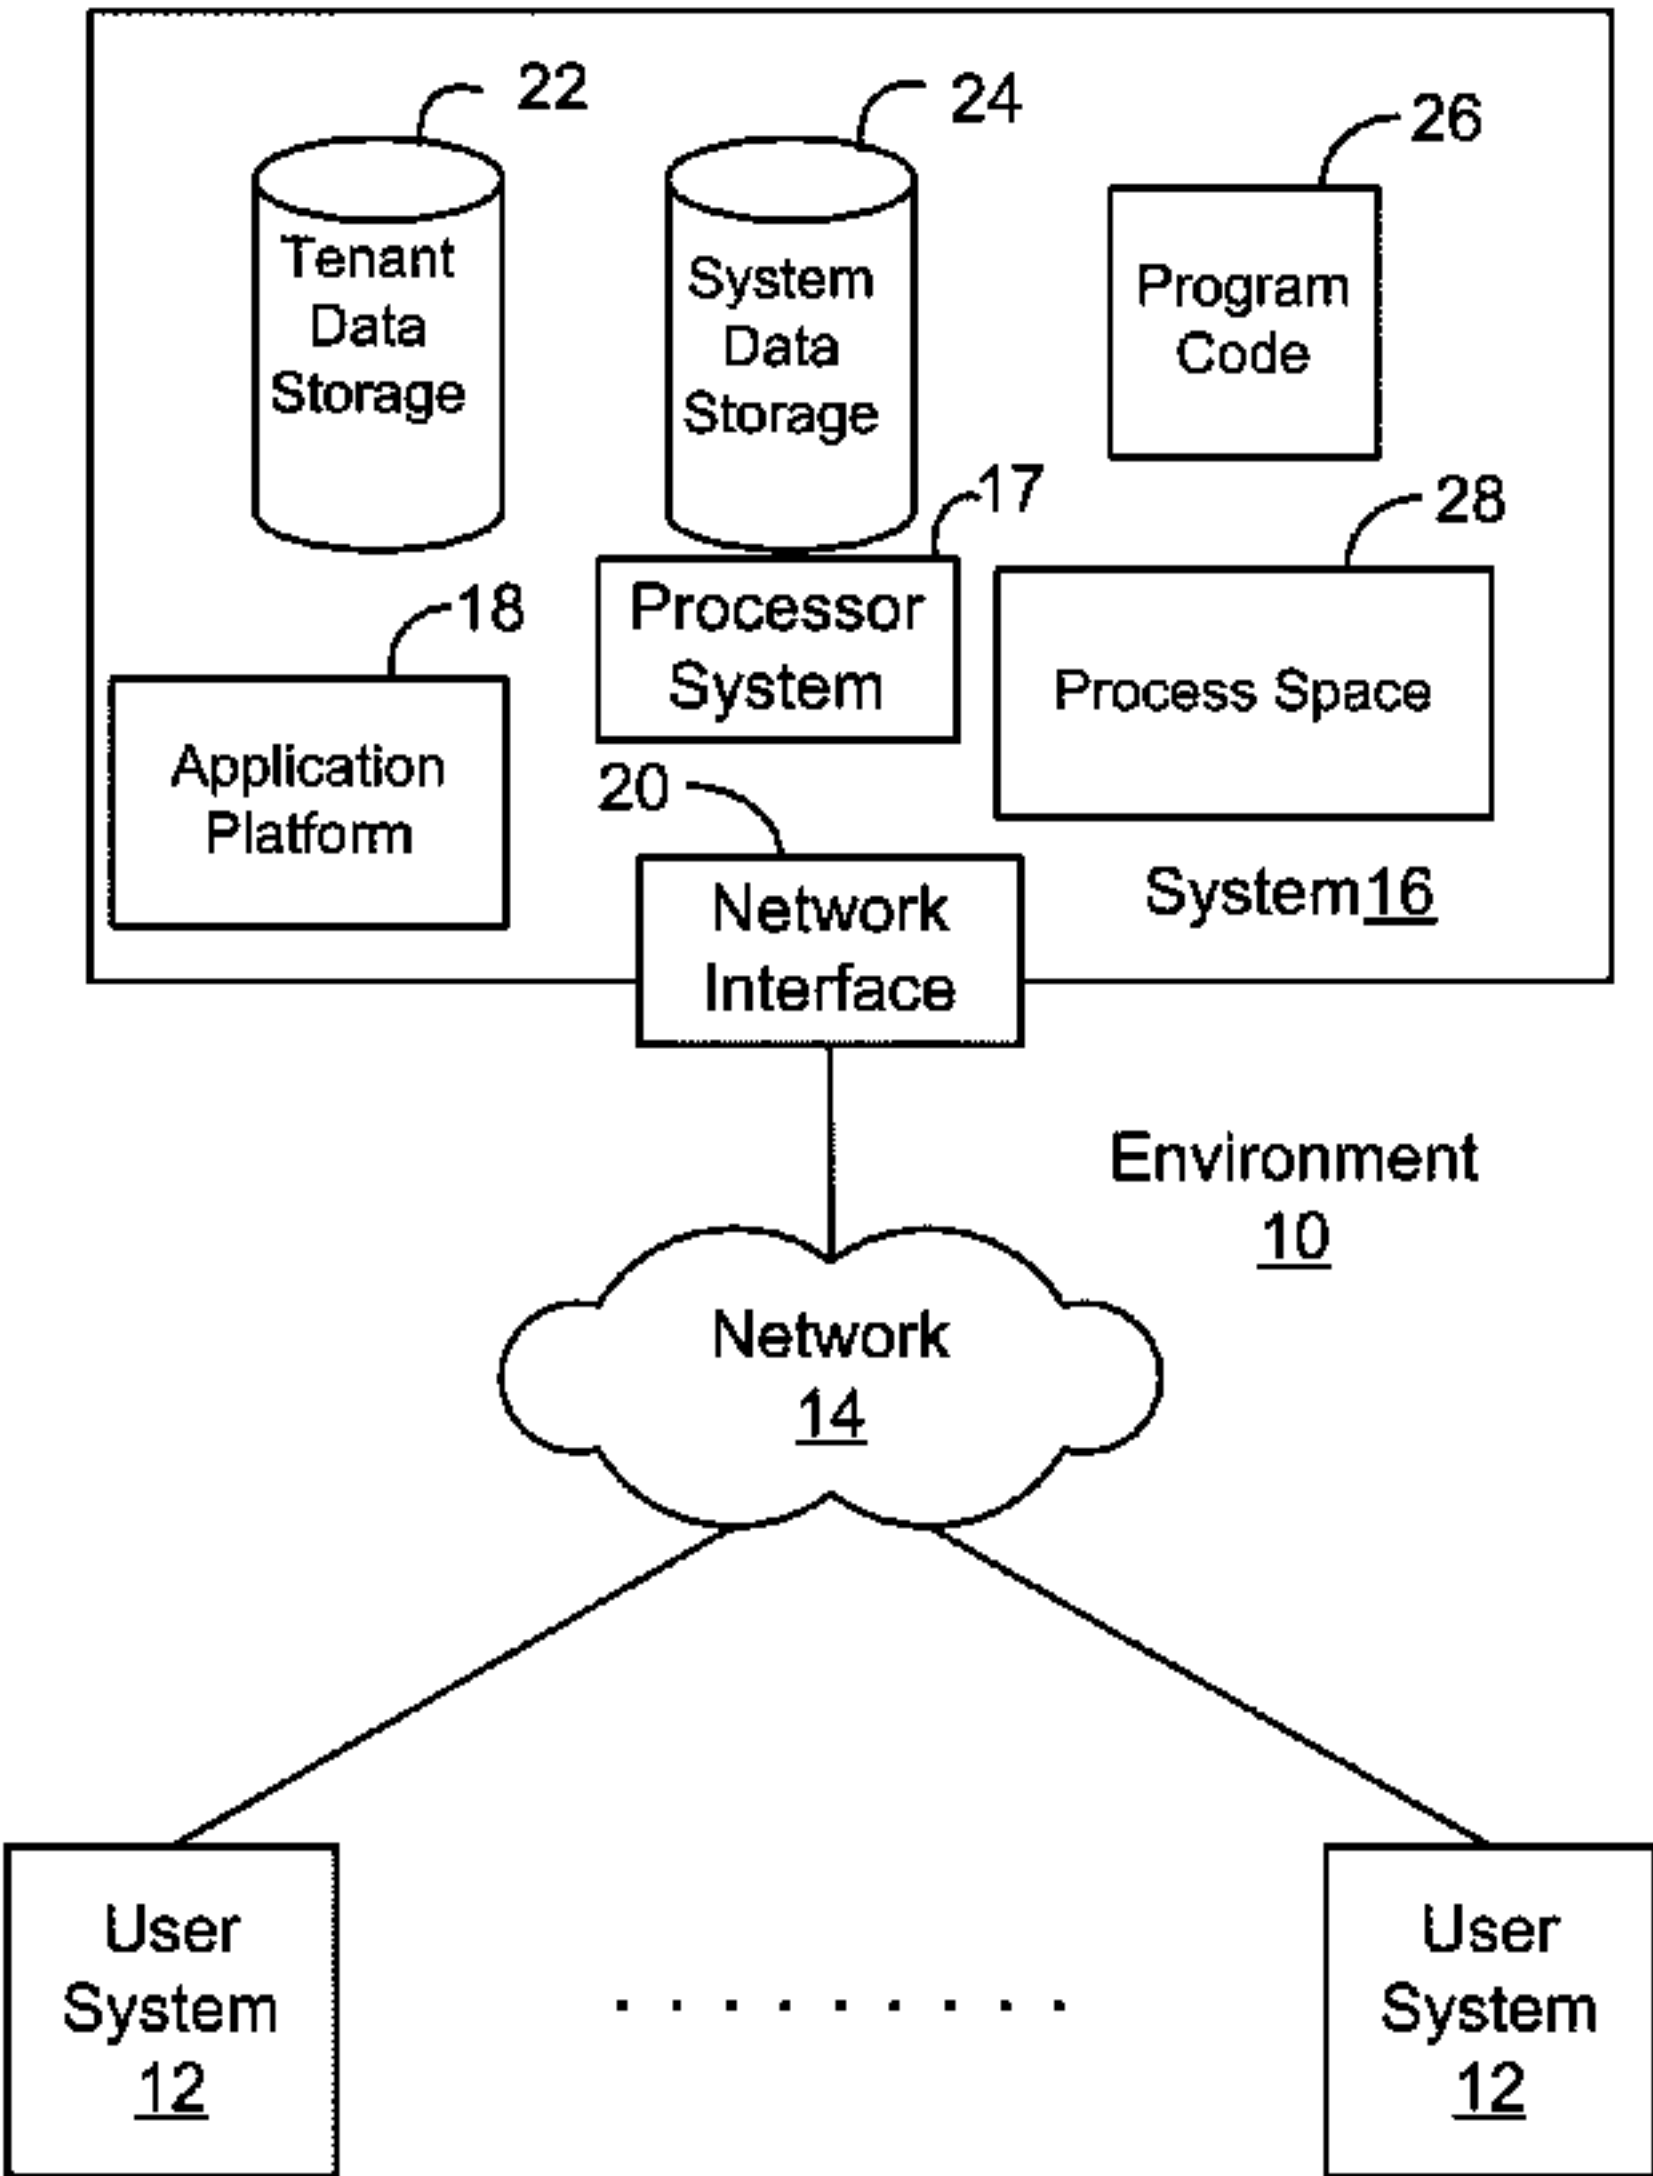 22
24
26
Tenant
Data
Storage
System
Data
Storage
Program
Code
17
28
18
Processor
System
Process Space
Application
Platform
20
Network
Interface
System16
Environment
10
Network
14
User
System
12
. . . . . . . . .
User
System
12